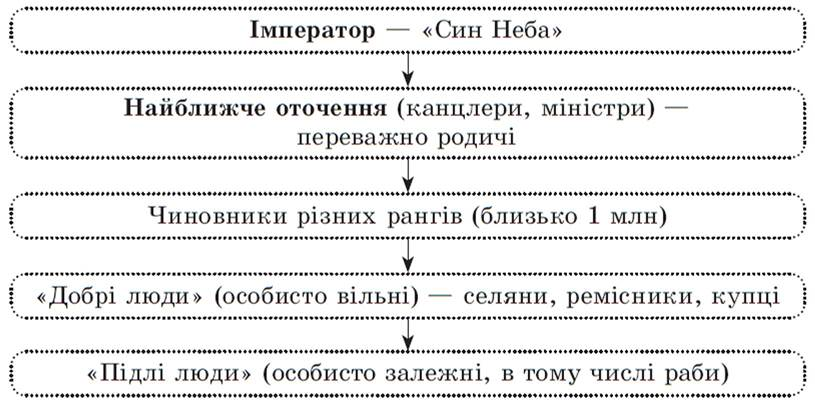 Імператор — «Син Неба»
Найближче оточення (канцлери, міністри) —
переважно родичі
Чиновники різних рангів (близько 1 млн)
«Добрі люди» (особисто вільні) — селяни, ремісники, купці
«Підлі люди» (особисто залежні, в тому числі раби)